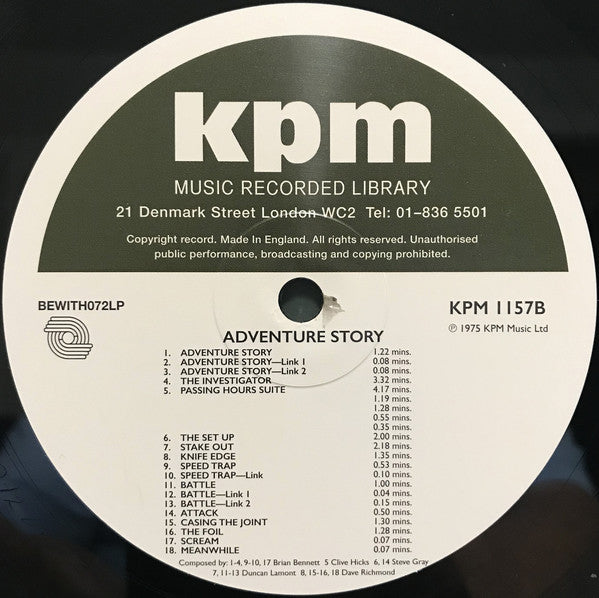 kpm
MUSIC RECORDED LIBRARY
21 Denmark Street London WC2 Tel: 01-836 5501
Copyright record. Made In England. All rights reserved. Unauthorised
public performance, broadcasting and copying prohibited.
BEWITH072LP
KPM 1157B
℗ 1975 KPM Music Ltd
ADVENTURE STORY
1. ADVENTURE STORY 1.22 mins.
2. ADVENTURE STORY—Link 1 0.08 mins.
3. ADVENTURE STORY—Link 2 0.08 mins.
4. THE INVESTIGATOR 3.32 mins.
5. PASSING HOURS SUITE 4.17 mins.
1.19 mins.
1.28 mins.
0.55 mins.
0.35 mins.
6. THE SET UP 2.00 mins.
7. STAKE OUT 2.18 mins.
8. KNIFE EDGE 1.35 mins.
9. SPEED TRAP 0.53 mins.
10. SPEED TRAP—Link 0.10 mins.
11. BATTLE 1.00 mins.
12. BATTLE—Link 1 0.04 mins.
13. BATTLE—Link 2 0.15 mins.
14. ATTACK 0.50 mins.
15. CASING THE JOINT 1.30 mins.
16. THE FOIL 1.28 mins.
17. SCREAM 0.07 mins.
18. MEANWHILE 0.07 mins.
Composed by: 1-4, 9-10, 17 Brian Bennett 5 Clive Hicks 6, 14 Steve Gray
7, 11-13 Duncan Lamont 8, 15-16, 18 Dave Richmond